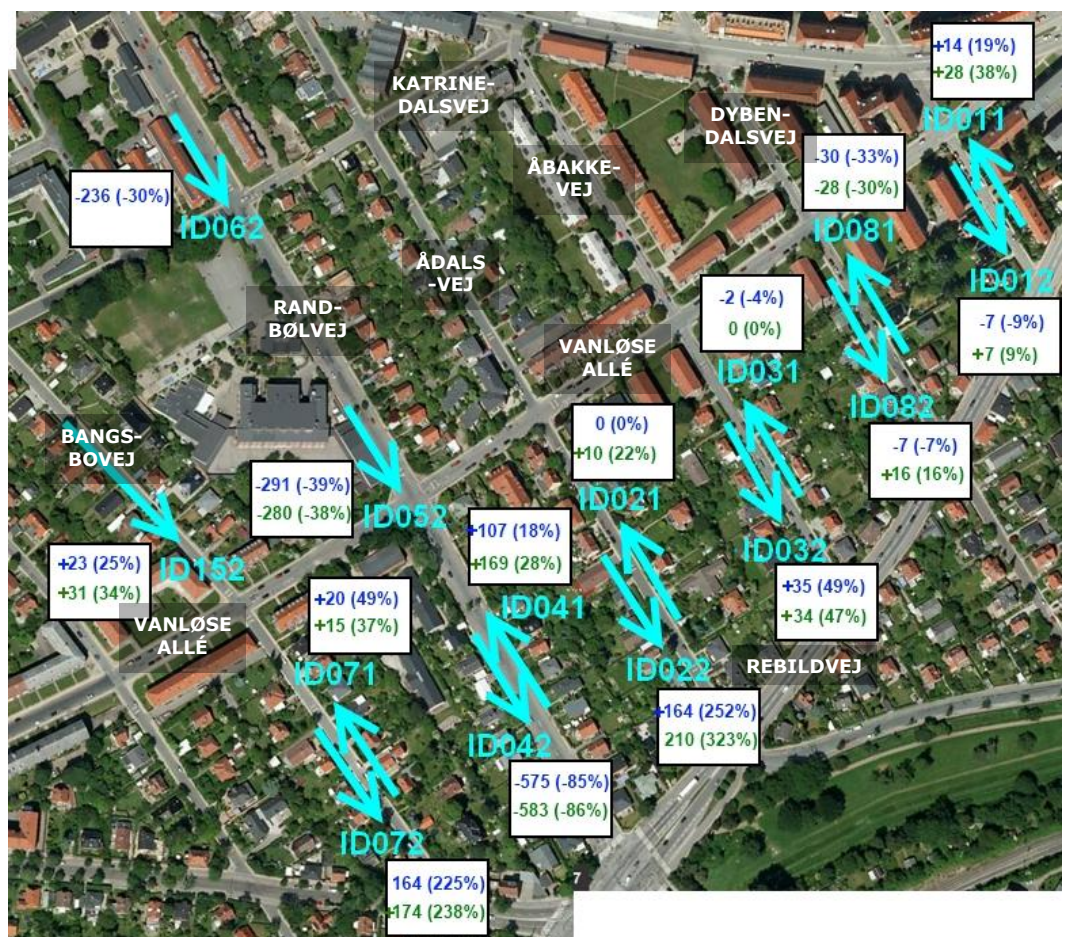 +14 (19%)
+28 (38%)
ID011
KATRINE-
DALSVEJ
DYBEN-
DALSVEJ
-30 (-33%)
-28 (-30%)
ID081
ÅBAKKE-
VEJ
-236 (-30%)
ID062
ÅDALS
-VEJ
ID012
-7 (-9%)
+7 (9%)
RAND-
BØLVEJ
-2 (-4%)
0 (0%)
ID031
VANLØSE
ALLÉ
ID082
-7 (-7%)
+16 (16%)
0 (0%)
+10 (22%)
ID021
BANGS-
BOVEJ
-291 (-39%)
-280 (-38%)
ID052
+107 (18%)
+169 (28%)
ID041
ID032
+35 (49%)
+34 (47%)
ID152
+23 (25%)
+31 (34%)
+20 (49%)
+15 (37%)
ID071
VANLØSE
ALLÉ
ID022
+164 (252%)
210 (323%)
REBILDVEJ
ID042
-575 (-85%)
-583 (-86%)
ID072
164 (225%)
+174 (238%)
7